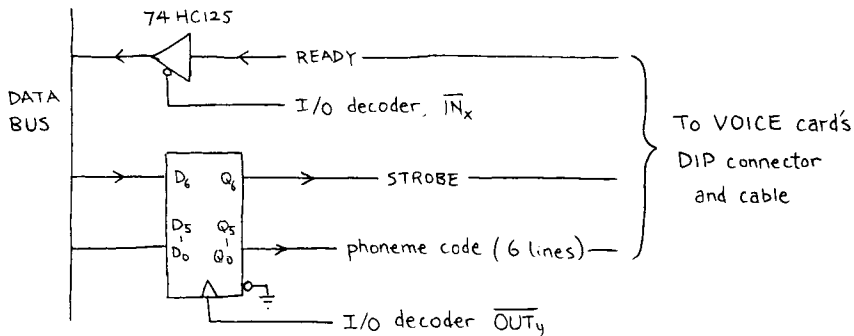 74HC125
READY
DATA
BUS
I/O decoder, IN̅x
To VOICE card's
DIP connector
and cable
D6 Q6
STROBE
D5 Q5
D0 Q0
phoneme code (6 lines)
I/O decoder OUT̅y